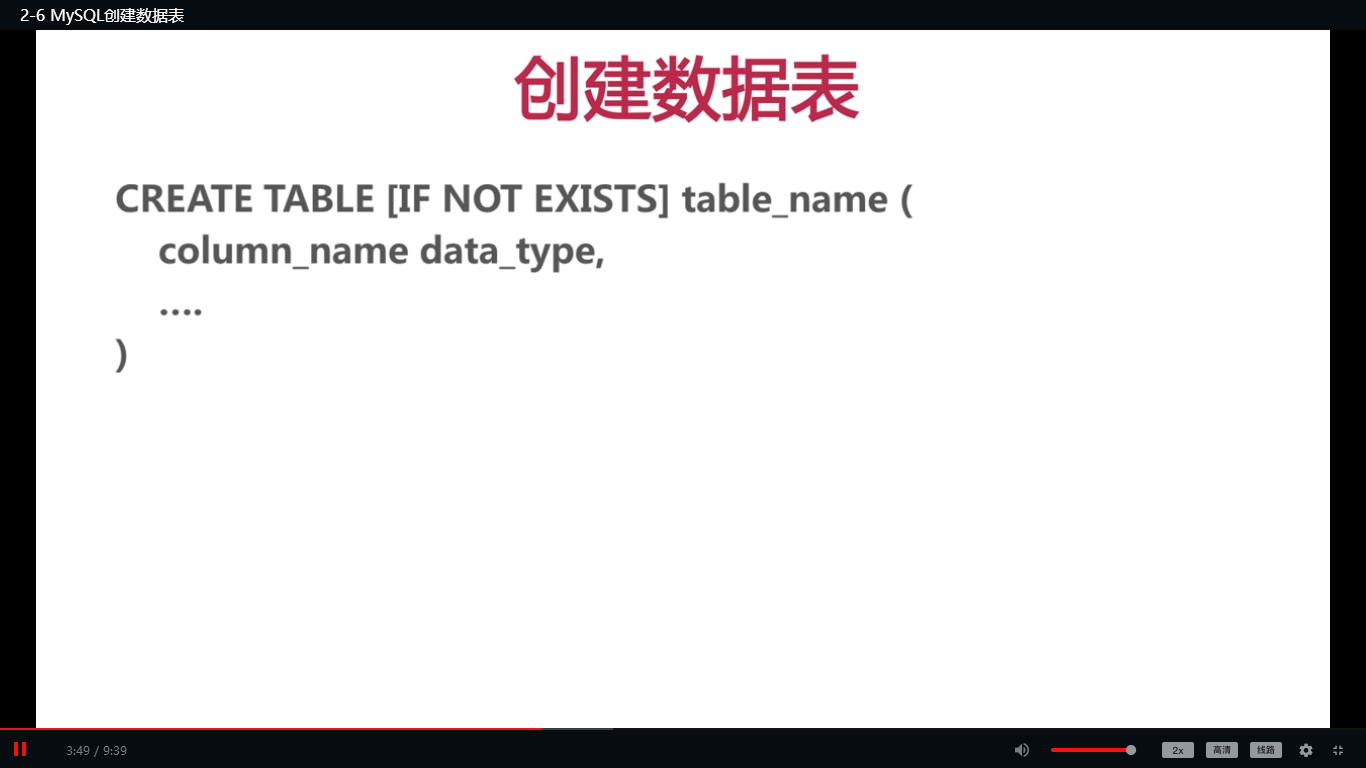 2-6 MySQL创建数据表
创建数据表
CREATE TABLE [IF NOT EXISTS] table_name (
column_name data_type,
....
)
3:49 / 9:39
2x
高清
线路